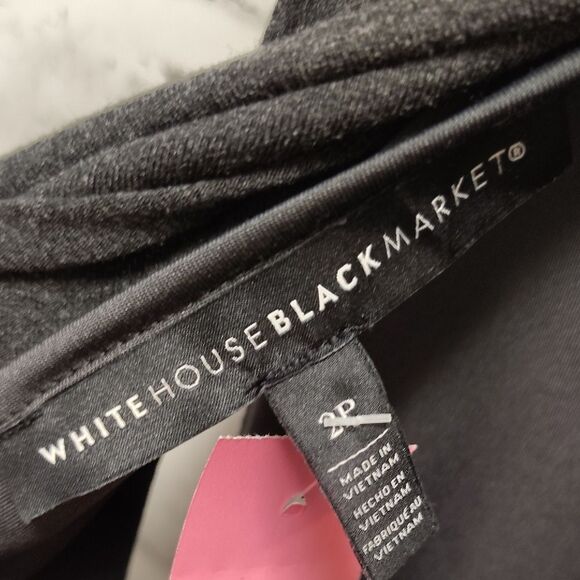 WHITEHOUSEBLACKMARKET®
2P
MADE IN
VIETNAM
HECHO EN
VIETNAM
FABRIQUÉ AU
VIETNAM